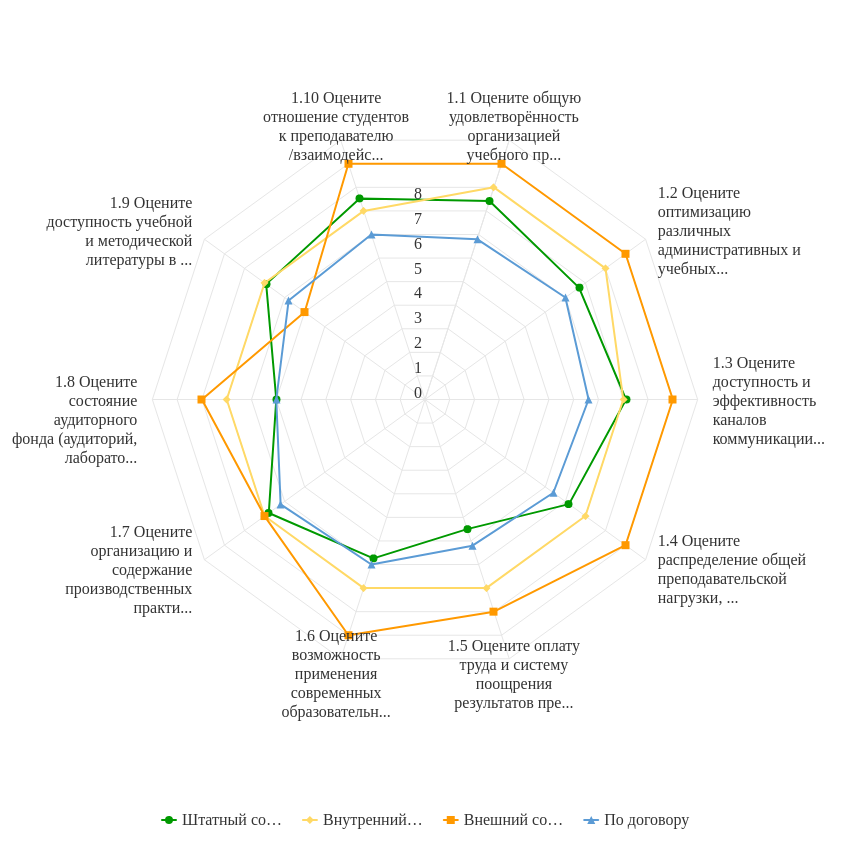 1.10 Оцените
отношение студентов
к преподавателю
/взаимодейс...
1.1 Оцените общую
удовлетворённость
организацией
учебного пр...
1.2 Оцените
оптимизацию
различных
административных и
учебных...
1.3 Оцените
доступность и
эффективность
каналов
коммуникации...
1.4 Оцените
распределение общей
преподавательской
нагрузки, ...
1.5 Оцените оплату
труда и систему
поощрения
результатов пре...
1.6 Оцените
возможность
применения
современных
образовательн...
1.7 Оцените
организацию и
содержание
производственных
практи...
1.8 Оцените
состояние
аудиторного
фонда (аудиторий,
лаборато...
1.9 Оцените
доступность учебной
и методической
литературы в ...
8
7
6
5
4
3
2
1
0
Штатный со…
Внутренний…
Внешний со…
По договору